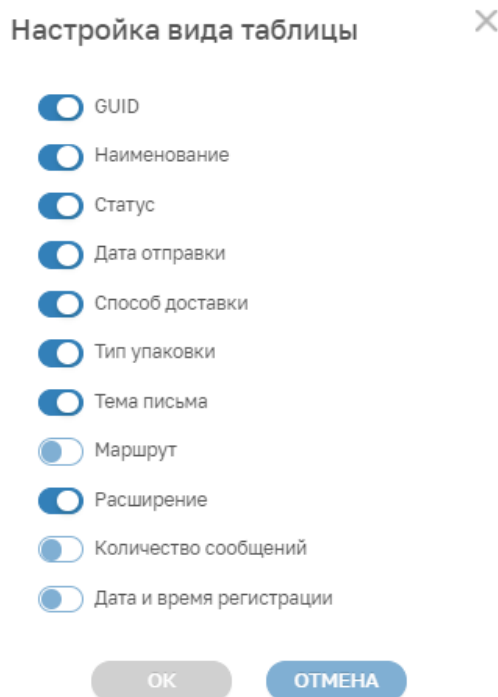 Настройка вида таблицы
GUID
Наименование
Статус
Дата отправки
Способ доставки
Тип упаковки
Тема письма
Маршрут
Расширение
Количество сообщений
Дата и время регистрации
ОК
ОТМЕНА